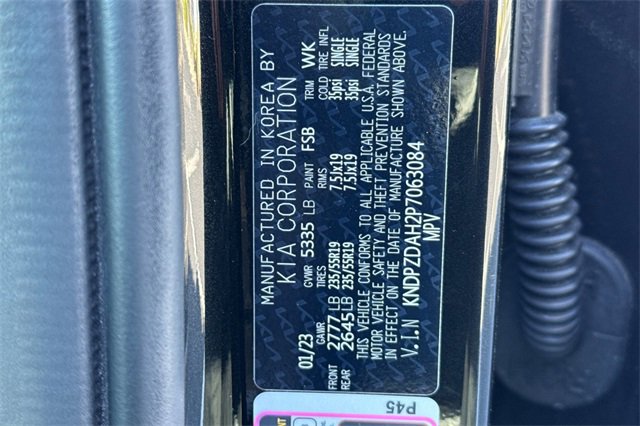 MANUFACTURED IN KOREA BY
KIA CORPORATION
01/23 GVWR 5335 LB PAINT FSB TRIM WK
GAWR TIRES RIMS COLD TIRE INFL
FRONT 2777 LB 235/55R19 7.5Jx19 35psi SINGLE
REAR 2645 LB 235/55R19 7.5Jx19 35psi SINGLE
THIS VEHICLE CONFORMS TO ALL APPLICABLE U.S.A. FEDERAL
MOTOR VEHICLE SAFETY AND THEFT PREVENTION STANDARDS
IN EFFECT ON THE DATE OF MANUFACTURE SHOWN ABOVE.
V.I.N KNDPZDAH2P7063084
MPV
P45